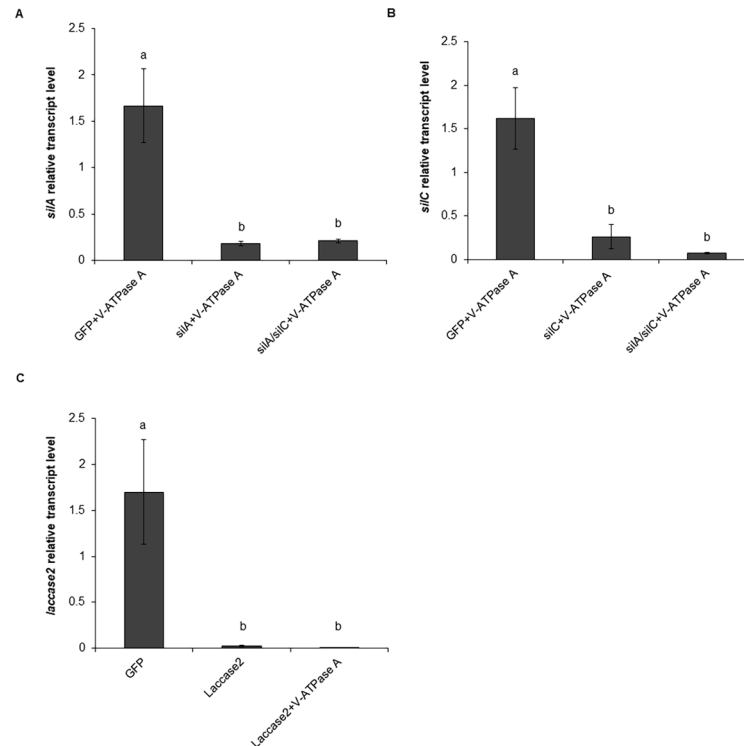 A
silA relative transcript level
2.5
2
1.5
1
0.5
0
a
b
b
GFP+V-ATPase A
silA+V-ATPase A
silA/silC+V-ATPase A
B
silC relative transcript level
2.5
2
1.5
1
0.5
0
a
b
b
GFP+V-ATPase A
silC+V-ATPase A
silA/silC+V-ATPase A
C
laccase2 relative transcript level
2.5
2
1.5
1
0.5
0
a
b
b
GFP
Laccase2
Laccase2+V-ATPase A